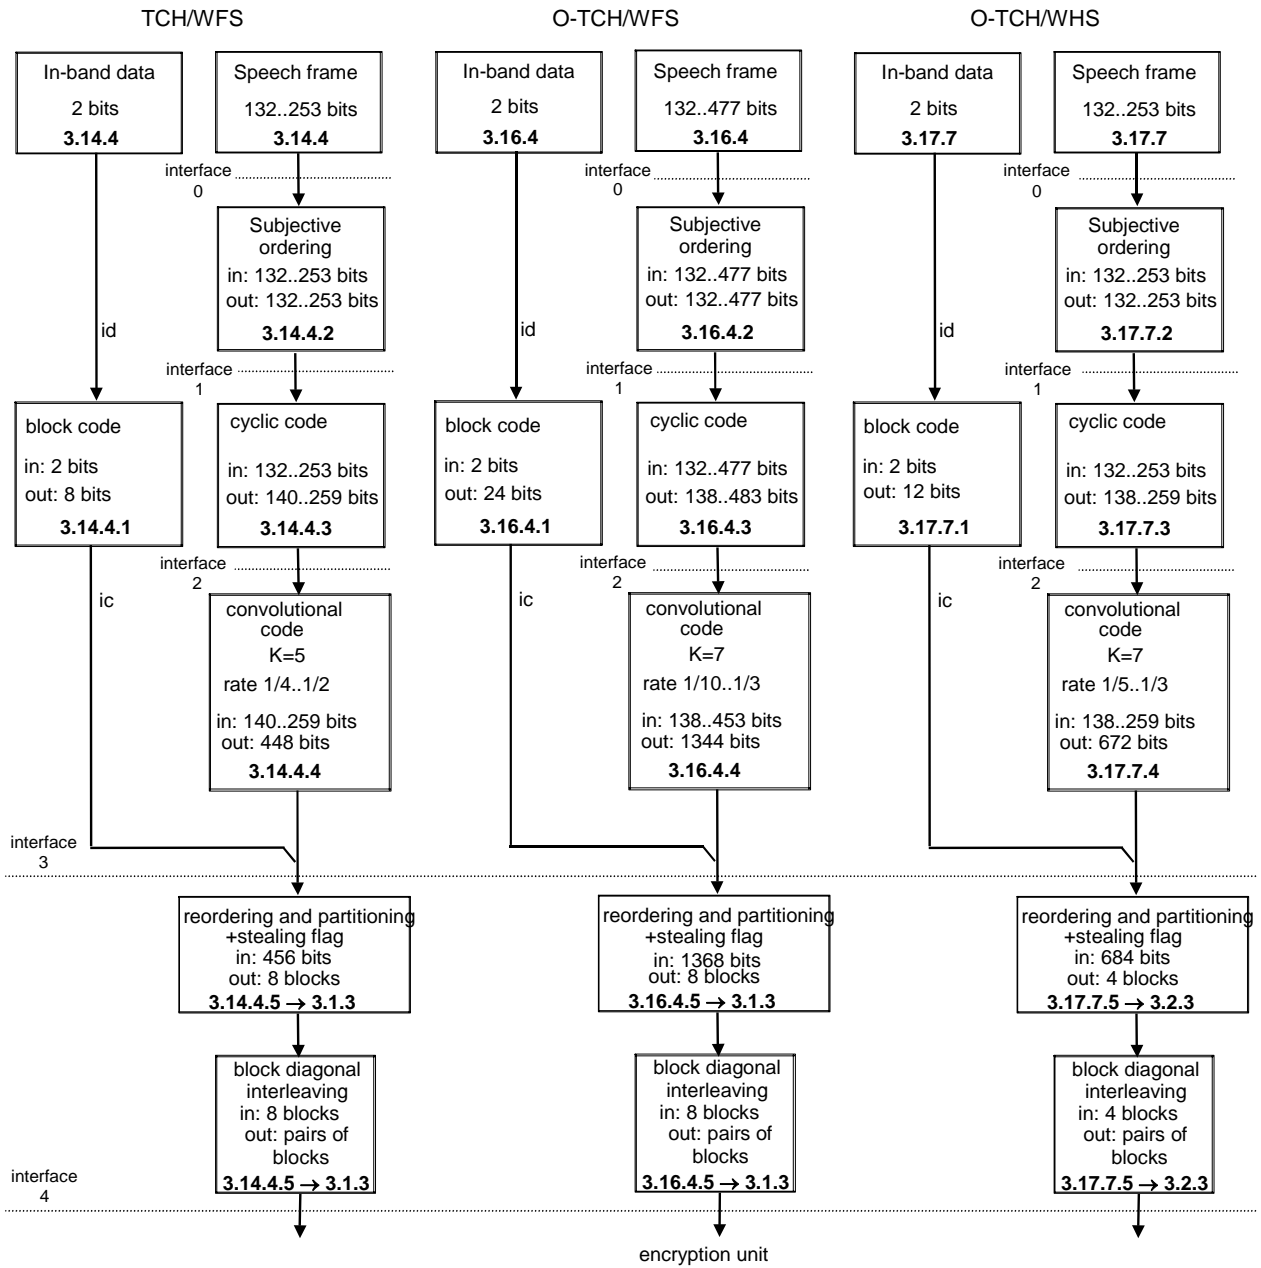 TCH/WFS
In-band data
2 bits
3.14.4
Speech frame
132..253 bits
3.14.4
interface
0
Subjective
ordering
in: 132..253 bits
out: 132..253 bits
3.14.4.2
id
interface
1
block code
in: 2 bits
out: 8 bits
3.14.4.1
cyclic code
in: 132..253 bits
out: 140..259 bits
3.14.4.3
interface
2
ic
convolutional
code
K=5
rate 1/4..1/2
in: 140..259 bits
out: 448 bits
3.14.4.4
interface
3
reordering and partitioning
+stealing flag
in: 456 bits
out: 8 blocks
3.14.4.5 → 3.1.3
block diagonal
interleaving
in: 8 blocks
out: pairs of
blocks
3.14.4.5 → 3.1.3
interface
4
O-TCH/WFS
In-band data
2 bits
3.16.4
Speech frame
132..477 bits
3.16.4
interface
0
Subjective
ordering
in: 132..477 bits
out: 132..477 bits
3.16.4.2
id
interface
1
block code
in: 2 bits
out: 24 bits
3.16.4.1
cyclic code
in: 132..477 bits
out: 138..483 bits
3.16.4.3
interface
2
ic
convolutional
code
K=7
rate 1/10..1/3
in: 138..453 bits
out: 1344 bits
3.16.4.4
reordering and partitioning
+stealing flag
in: 1368 bits
out: 8 blocks
3.16.4.5 → 3.1.3
block diagonal
interleaving
in: 8 blocks
out: pairs of
blocks
3.16.4.5 → 3.1.3
encryption unit
O-TCH/WHS
In-band data
2 bits
3.17.7
Speech frame
132..253 bits
3.17.7
interface
0
Subjective
ordering
in: 132..253 bits
out: 132..253 bits
3.17.7.2
id
interface
1
block code
in: 2 bits
out: 12 bits
3.17.7.1
cyclic code
in: 132..253 bits
out: 138..259 bits
3.17.7.3
interface
2
ic
convolutional
code
K=7
rate 1/5..1/3
in: 138..259 bits
out: 672 bits
3.17.7.4
reordering and partitioning
+stealing flag
in: 684 bits
out: 4 blocks
3.17.7.5 → 3.2.3
block diagonal
interleaving
in: 4 blocks
out: pairs of
blocks
3.17.7.5 → 3.2.3